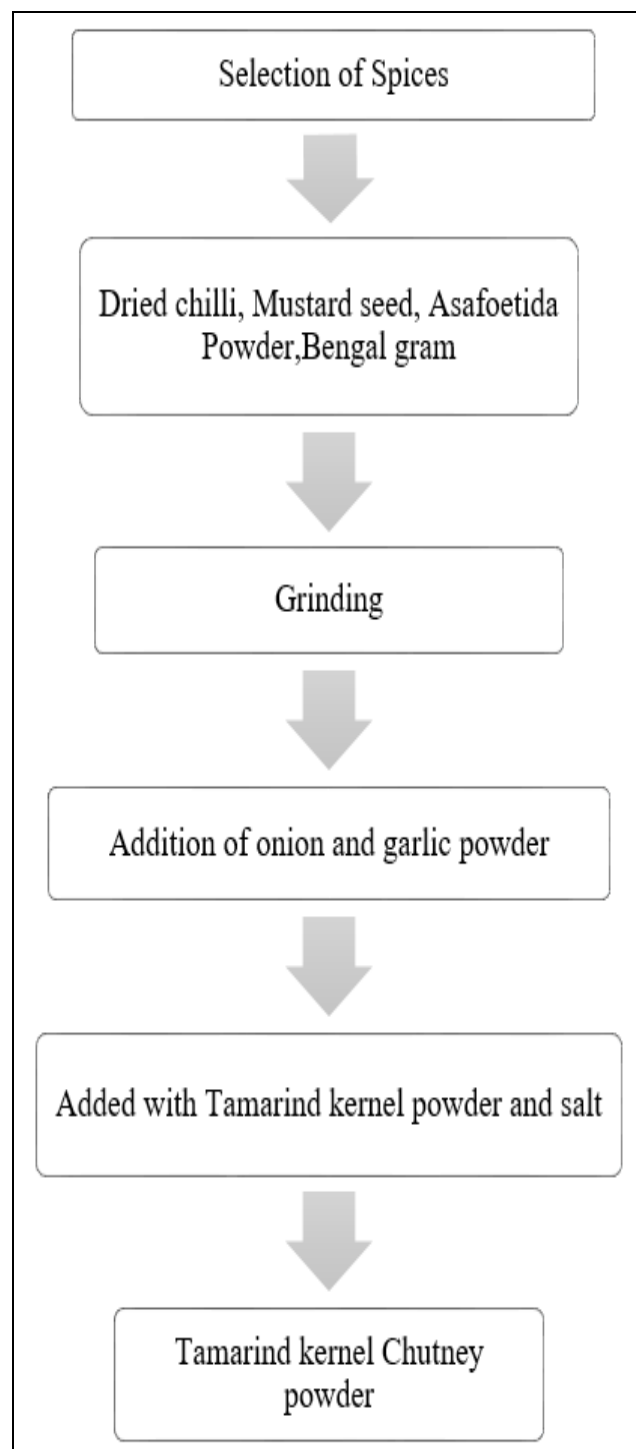 Selection of Spices
Dried chilli, Mustard seed, Asafoetida
Powder,Bengal gram
Grinding
Addition of onion and garlic powder
Added with Tamarind kernel powder and salt
Tamarind kernel Chutney
powder